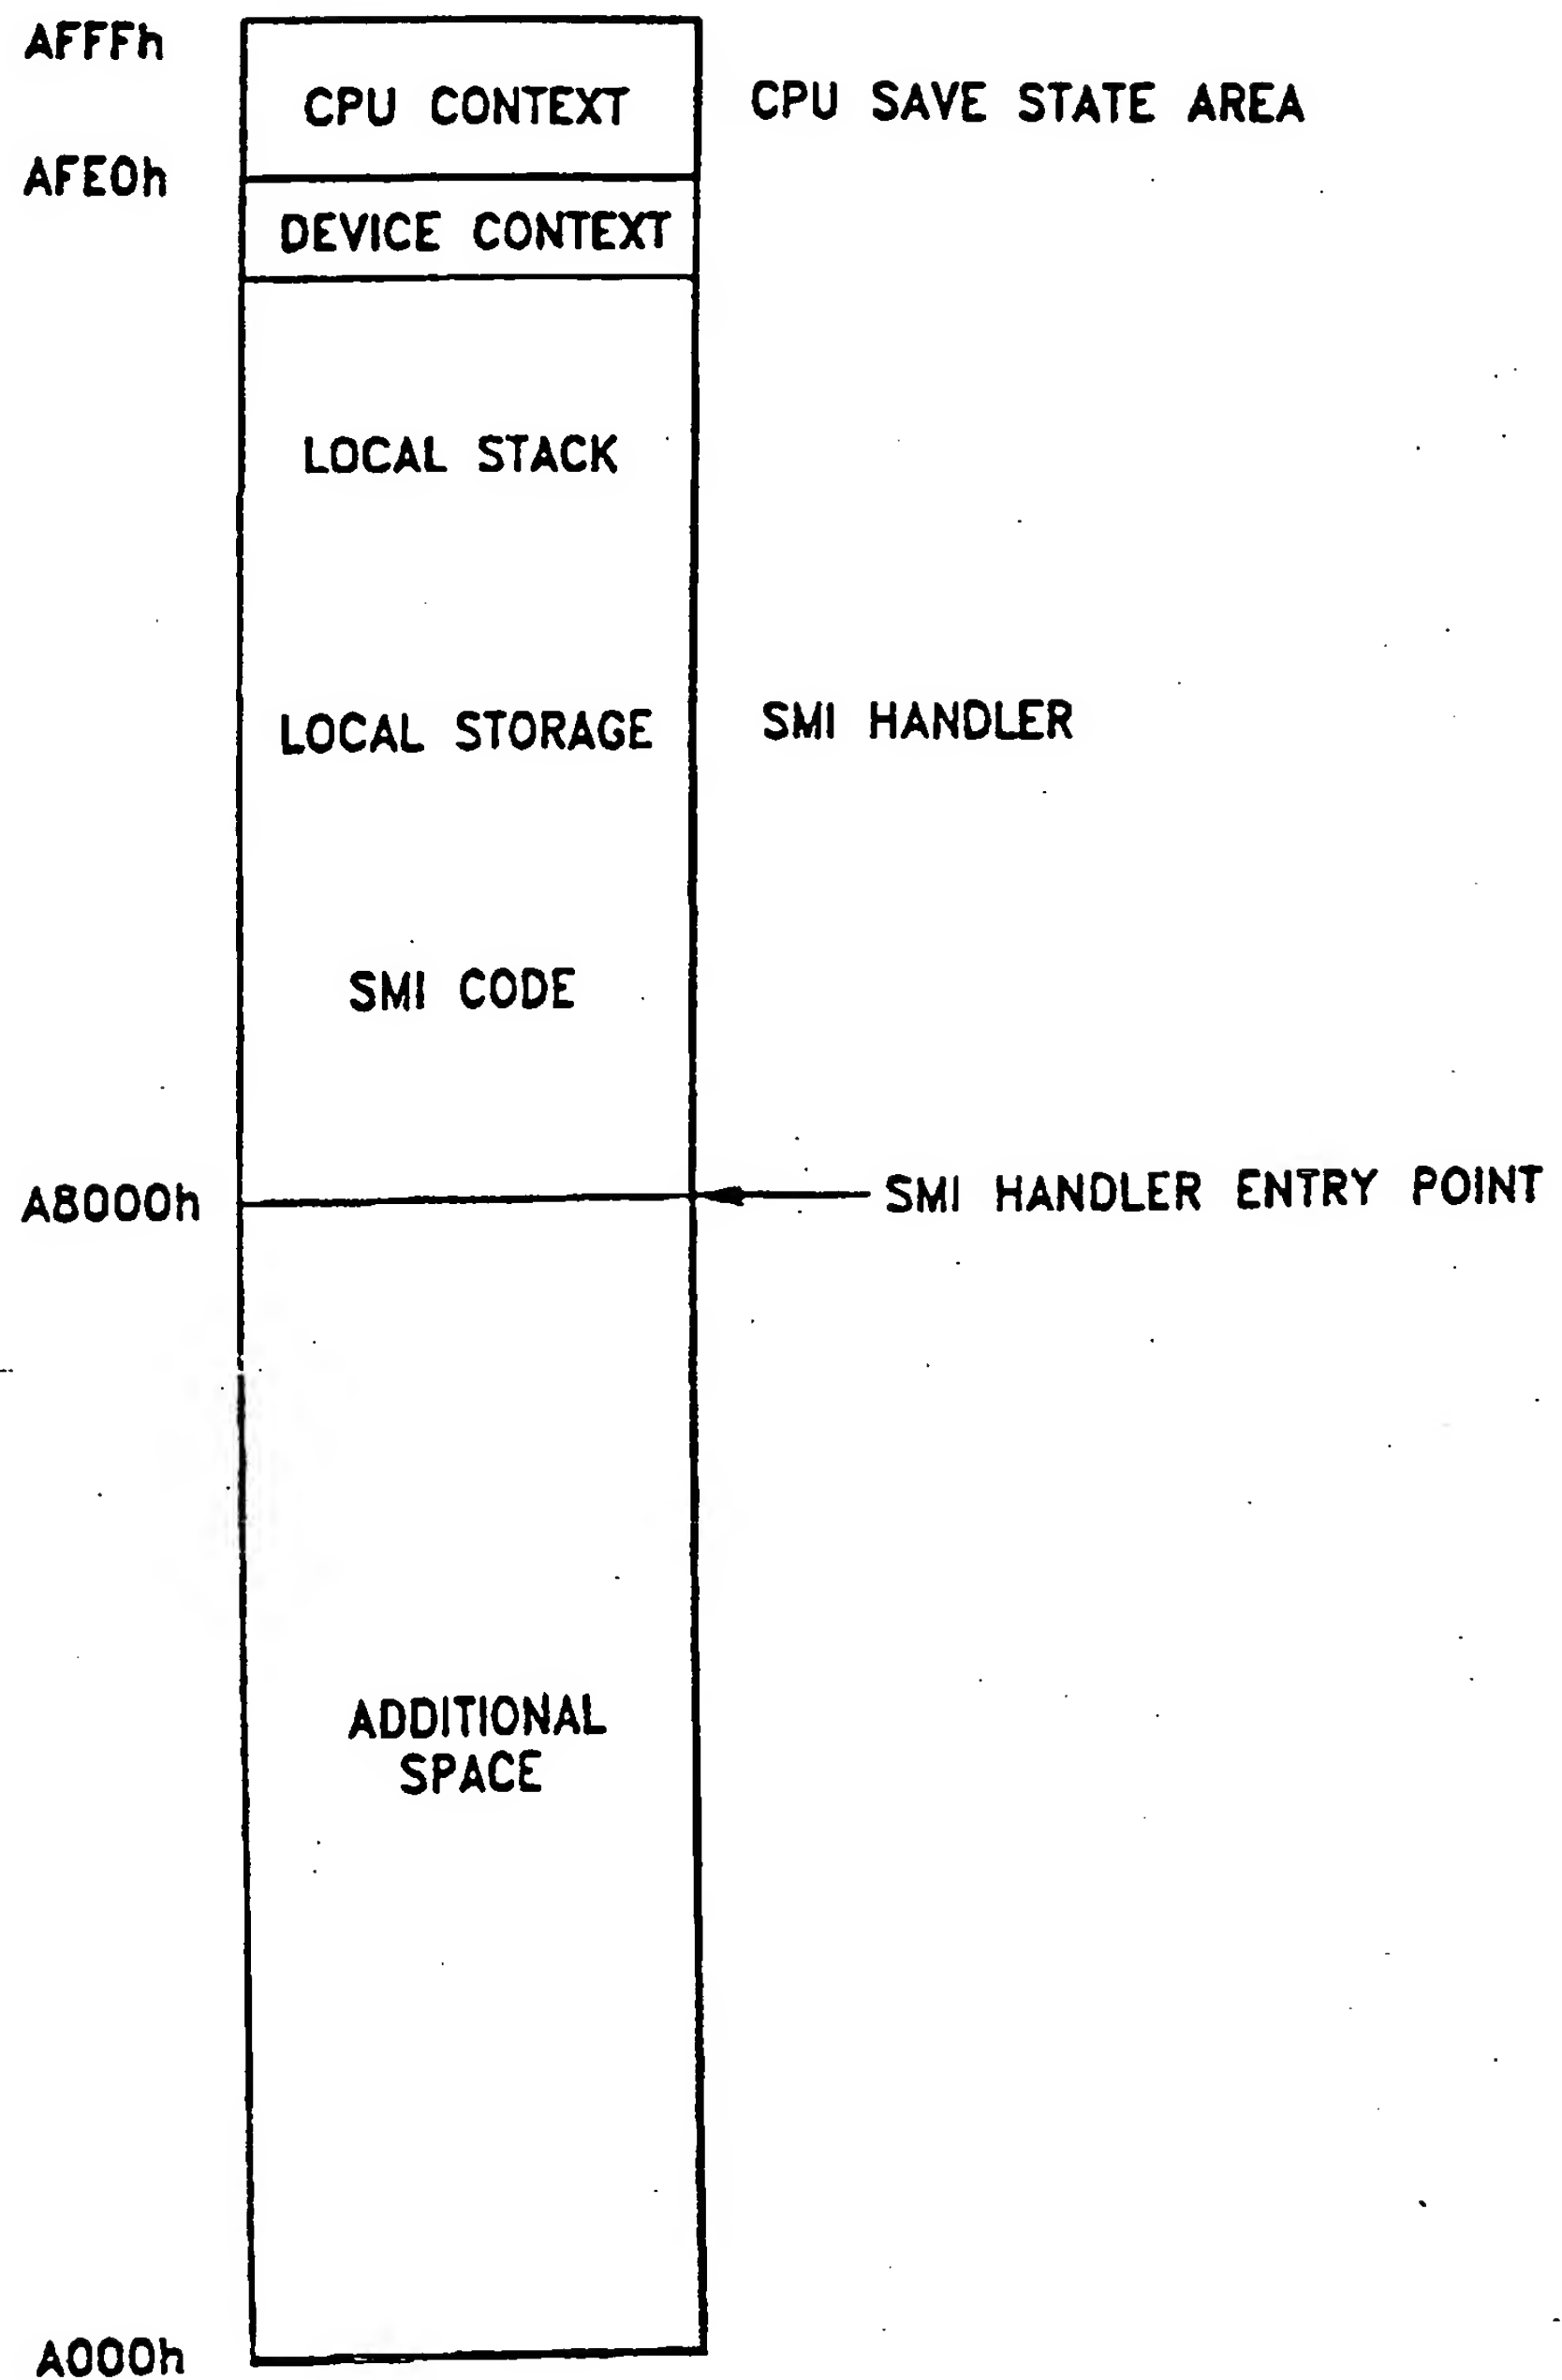 AFFFh
CPU CONTEXT CPU SAVE STATE AREA
AFE0h
DEVICE CONTEXT
LOCAL STACK
LOCAL STORAGE SMI HANDLER
SMI CODE
A8000h SMI HANDLER ENTRY POINT
ADDITIONAL
SPACE
A000h